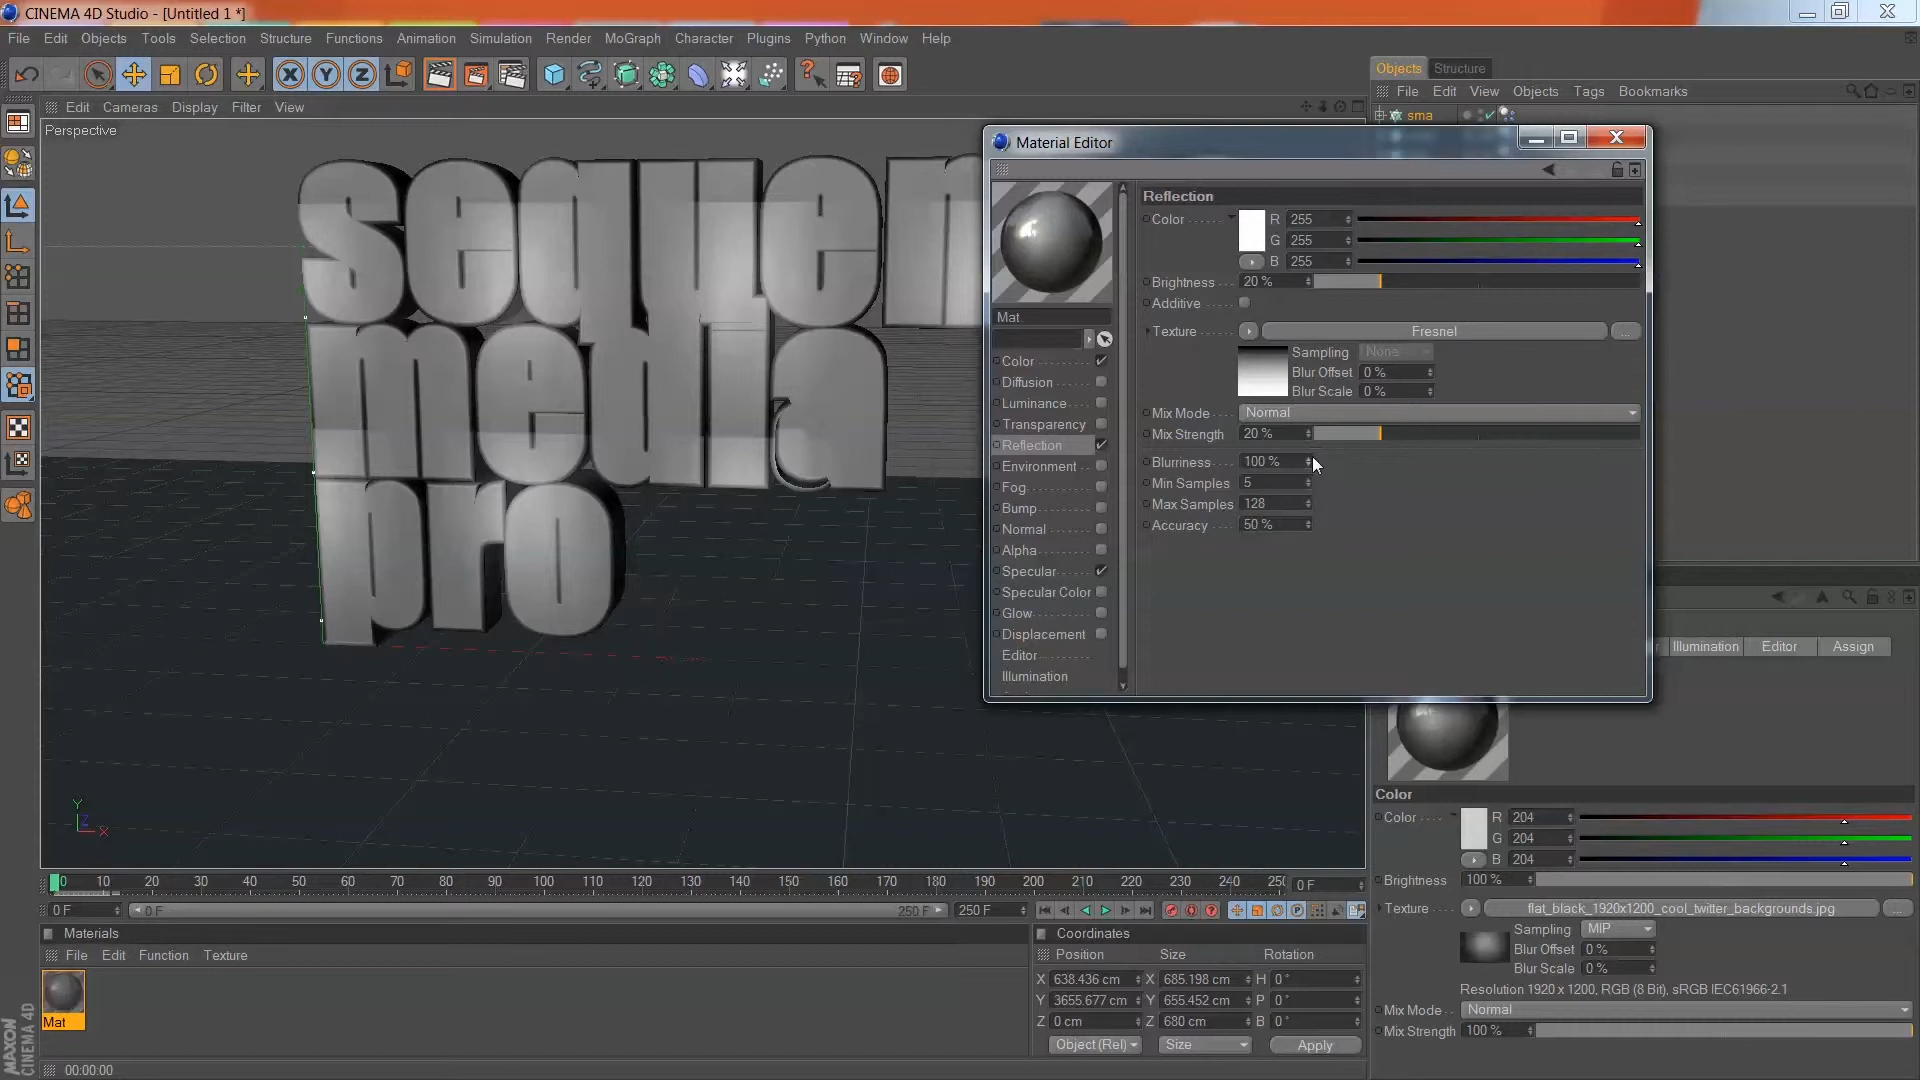 CINEMA 4D Studio - [Untitled 1 *]
File Edit Objects Tools Selection Structure Functions Animation Simulation Render MoGraph Character Plugins Python Window Help
Edit Cameras Display Filter View
Perspective
sequen
media
pro
Y
Z
X
Objects Structure
File Edit View Objects Tags Bookmarks
sma
Material Editor
Mat
Color
Diffusion
Luminance
Transparency
Reflection
Environment
Fog
Bump
Normal
Alpha
Specular
Specular Color
Glow
Displacement
Editor
Illumination
Reflection
Color R 255
G 255
B 255
Brightness 20 %
Additive
Texture Fresnel ...
Sampling None
Blur Offset 0 %
Blur Scale 0 %
Mix Mode Normal
Mix Strength 20 %
Blurriness 100 %
Min Samples 5
Max Samples 128
Accuracy 50 %
Illumination Editor Assign
Color
Color R 204
G 204
B 204
Brightness 100 %
Texture flat_black_1920x1200_cool_twitter_backgrounds.jpg ...
Sampling MIP
Blur Offset 0 %
Blur Scale 0 %
Resolution 1920 x 1200, RGB (8 Bit), sRGB IEC61966-2.1
Mix Mode Normal
Mix Strength 100 %
0 10 20 30 40 50 60 70 80 90 100 110 120 130 140 150 160 170 180 190 200 210 220 230 240 250 0 F
0 F 0 F 250 F 250 F
Materials
File Edit Function Texture
Mat
Coordinates
Position Size Rotation
X 638.436 cm X 685.198 cm H 0 °
Y 3655.677 cm Y 655.452 cm P 0 °
Z 0 cm Z 680 cm B 0 °
Object (Rel) Size Apply
MAXON
CINEMA 4D
00:00:00